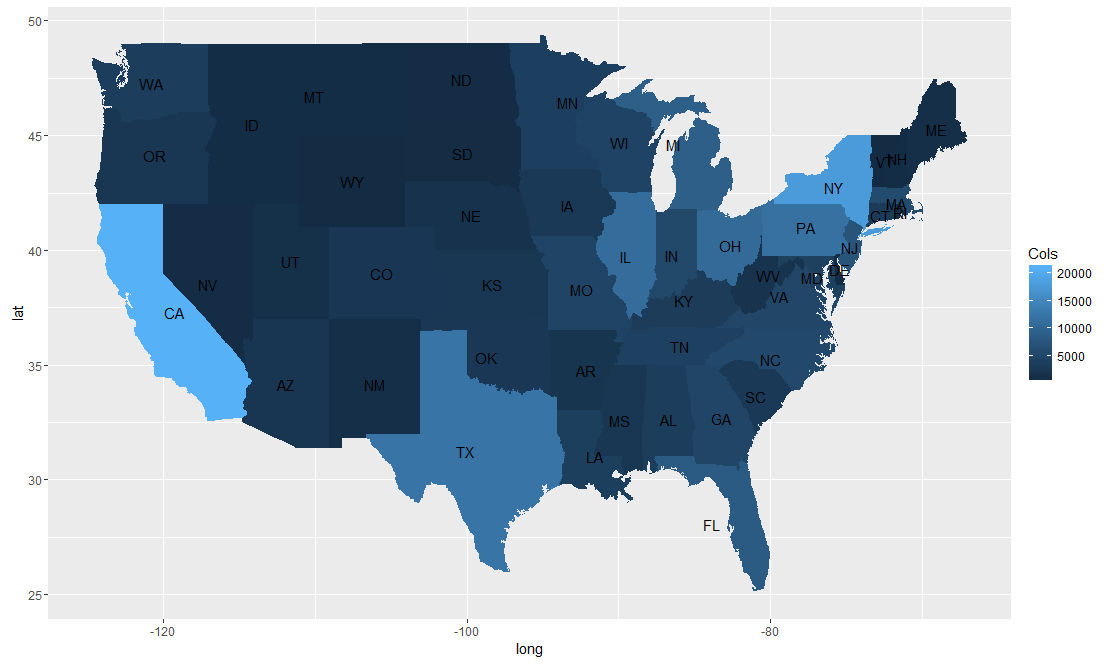 50
45
40
35
30
25
lat
-120
-100
-80
long
WA
MT
ND
MN
ID
OR
SD
WI
MI
ME
VT
NH
WY
NY
NE
IA
MA
CT
RI
PA
OH
NJ
UT
CO
IL
IN
NV
KS
MO
WV
MD
DE
VA
CA
KY
TN
NC
OK
AR
AZ
NM
SC
MS
AL
GA
TX
LA
FL
Cols
20000
15000
10000
5000